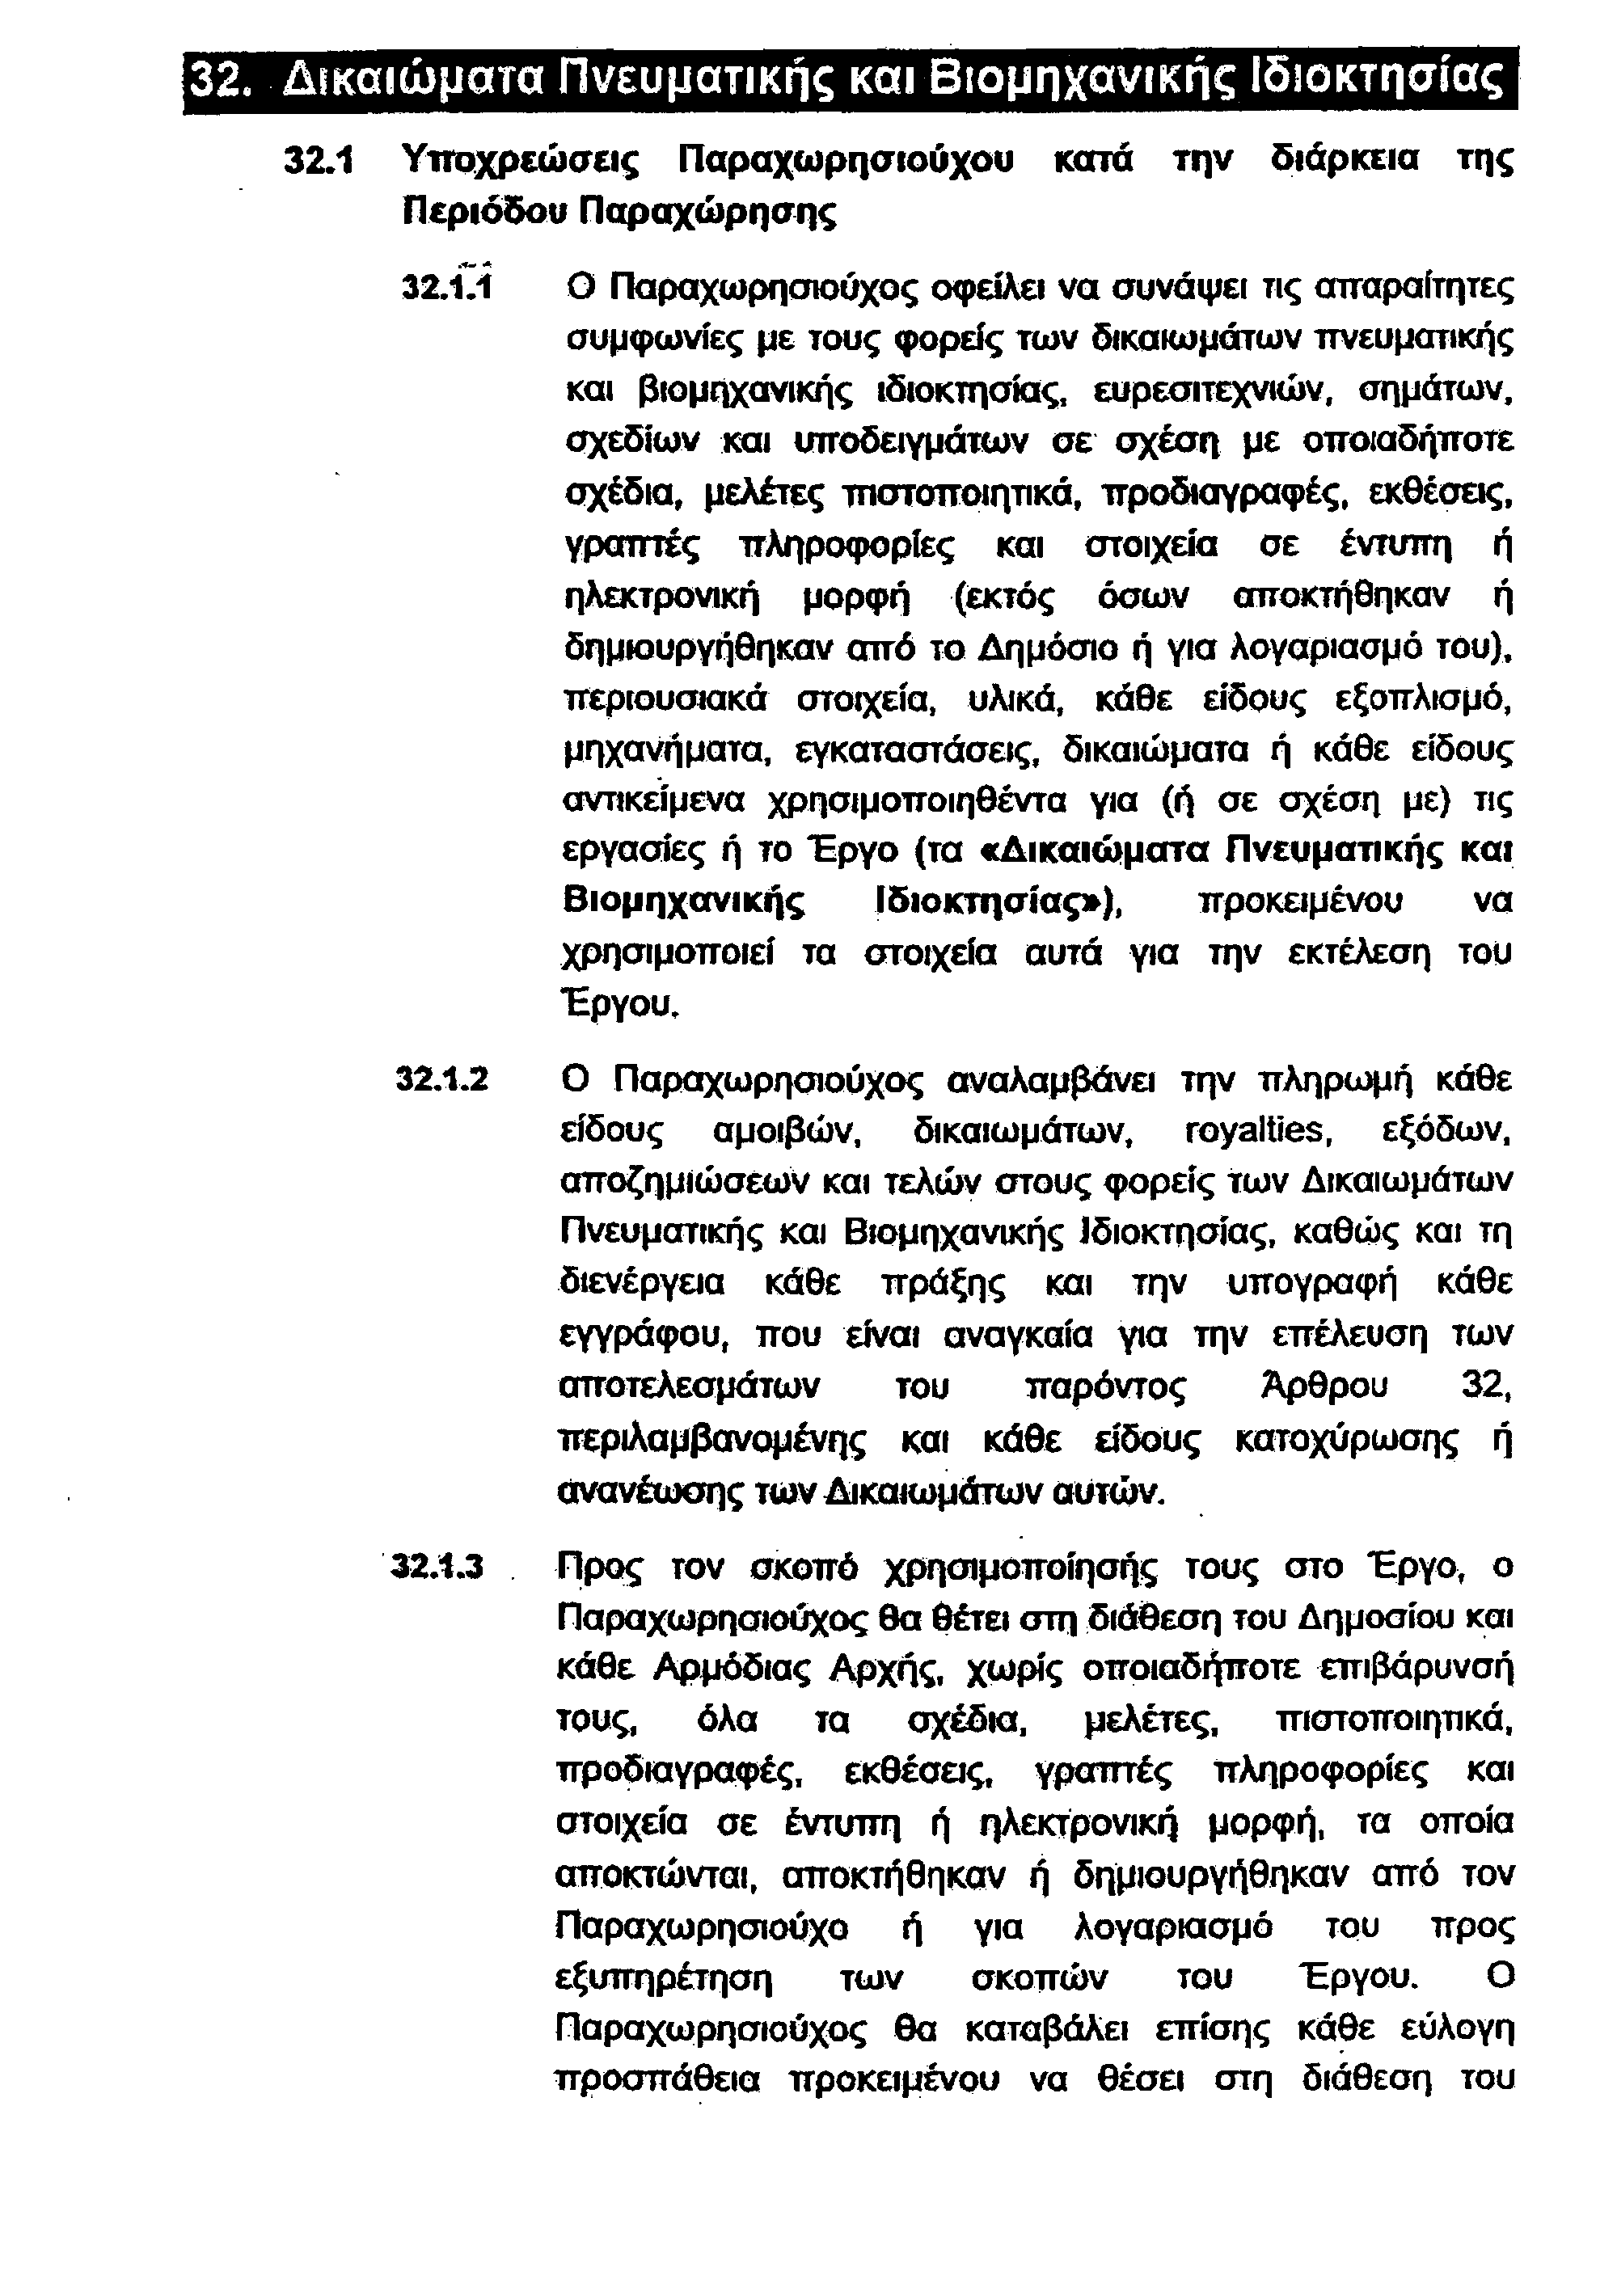 32. Δικαιώματα Πνευματικής και Βιομηχανικής Ιδιοκτησίας
32.1 Υποχρεώσεις Παραχωρησιούχου κατά την διάρκεια της
Περιόδου Παραχώρησης
32.1.1 Ο Παραχωρησιούχος οφείλει να συνάψει τις απαραίτητες
συμφωνίες με τους φορείς των δικαιωμάτων πνευματικής
και βιομηχανικής ιδιοκτησίας, ευρεσιτεχνιών, σημάτων,
σχεδίων και υποδειγμάτων σε σχέση με οποιαδήποτε
σχέδια, μελέτες πιστοποιητικά, προδιαγραφές, εκθέσεις,
γραπτές πληροφορίες και στοιχεία σε έντυπη ή
ηλεκτρονική μορφή (εκτός όσων αποκτήθηκαν ή
δημιουργήθηκαν από το Δημόσιο ή για λογαριασμό του),
περιουσιακά στοιχεία, υλικά, κάθε είδους εξοπλισμό,
μηχανήματα, εγκαταστάσεις, δικαιώματα ή κάθε είδους
αντικείμενα χρησιμοποιηθέντα για (ή σε σχέση με) τις
εργασίες ή το Έργο (τα «Δικαιώματα Πνευματικής και
Βιομηχανικής Ιδιοκτησίας»), προκειμένου να
χρησιμοποιεί τα στοιχεία αυτά για την εκτέλεση του
Έργου.
32.1.2 Ο Παραχωρησιούχος αναλαμβάνει την πληρωμή κάθε
είδους αμοιβών, δικαιωμάτων, royalties, εξόδων,
αποζημιώσεων και τελών στους φορείς των Δικαιωμάτων
Πνευματικής και Βιομηχανικής Ιδιοκτησίας, καθώς και τη
διενέργεια κάθε πράξης και την υπογραφή κάθε
εγγράφου, που είναι αναγκαία για την επέλευση των
αποτελεσμάτων του παρόντος Άρθρου 32,
περιλαμβανομένης και κάθε είδους κατοχύρωσης ή
ανανέωσης των Δικαιωμάτων αυτών.
32.1.3 Προς τον σκοπό χρησιμοποίησής τους στο Έργο, ο
Παραχωρησιούχος θα θέτει στη διάθεση του Δημοσίου και
κάθε Αρμόδιας Αρχής, χωρίς οποιαδήποτε επιβάρυνσή
τους, όλα τα σχέδια, μελέτες, πιστοποιητικά,
προδιαγραφές, εκθέσεις, γραπτές πληροφορίες και
στοιχεία σε έντυπη ή ηλεκτρονική μορφή, τα οποία
αποκτώνται, αποκτήθηκαν ή δημιουργήθηκαν από τον
Παραχωρησιούχο ή για λογαριασμό του προς
εξυπηρέτηση των σκοπών του Έργου. Ο
Παραχωρησιούχος θα καταβάλει επίσης κάθε εύλογη
προσπάθεια προκειμένου να θέσει στη διάθεση του